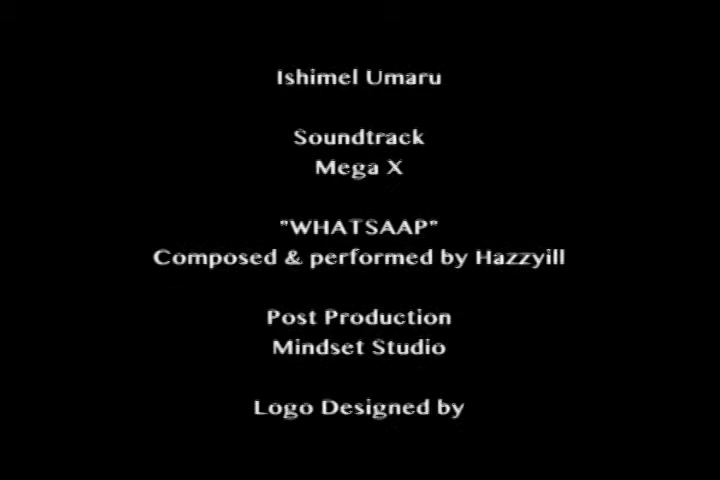 Ishimel Umaru
Soundtrack
Mega X
"WHATSAAP"
Composed & performed by Hazzyill
Post Production
Mindset Studio
Logo Designed by